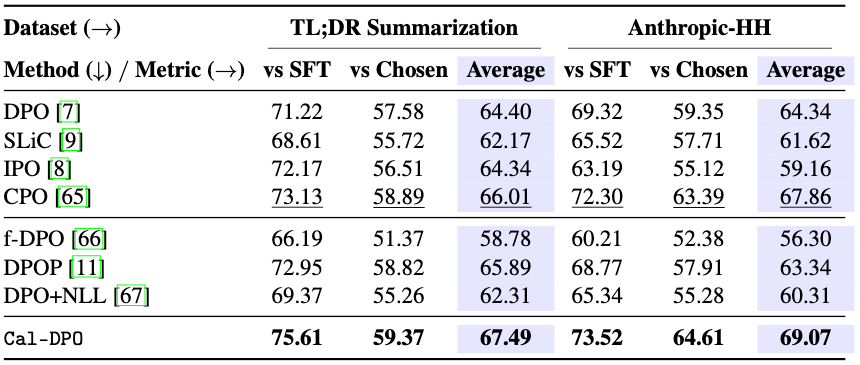 Dataset (→) TL;DR Summarization Anthropic-HH
Method (↓) / Metric (→) vs SFT vs Chosen Average vs SFT vs Chosen Average
DPO [7] 71.22 57.58 64.40 69.32 59.35 64.34
SLiC [9] 68.61 55.72 62.17 65.52 57.71 61.62
IPO [8] 72.17 56.51 64.34 63.19 55.12 59.16
CPO [65] 73.13 58.89 66.01 72.30 63.39 67.86
f-DPO [66] 66.19 51.37 58.78 60.21 52.38 56.30
DPOP [11] 72.95 58.82 65.89 68.77 57.91 63.34
DPO+NLL [67] 69.37 55.26 62.31 65.34 55.28 60.31
Cal-DPO 75.61 59.37 67.49 73.52 64.61 69.07